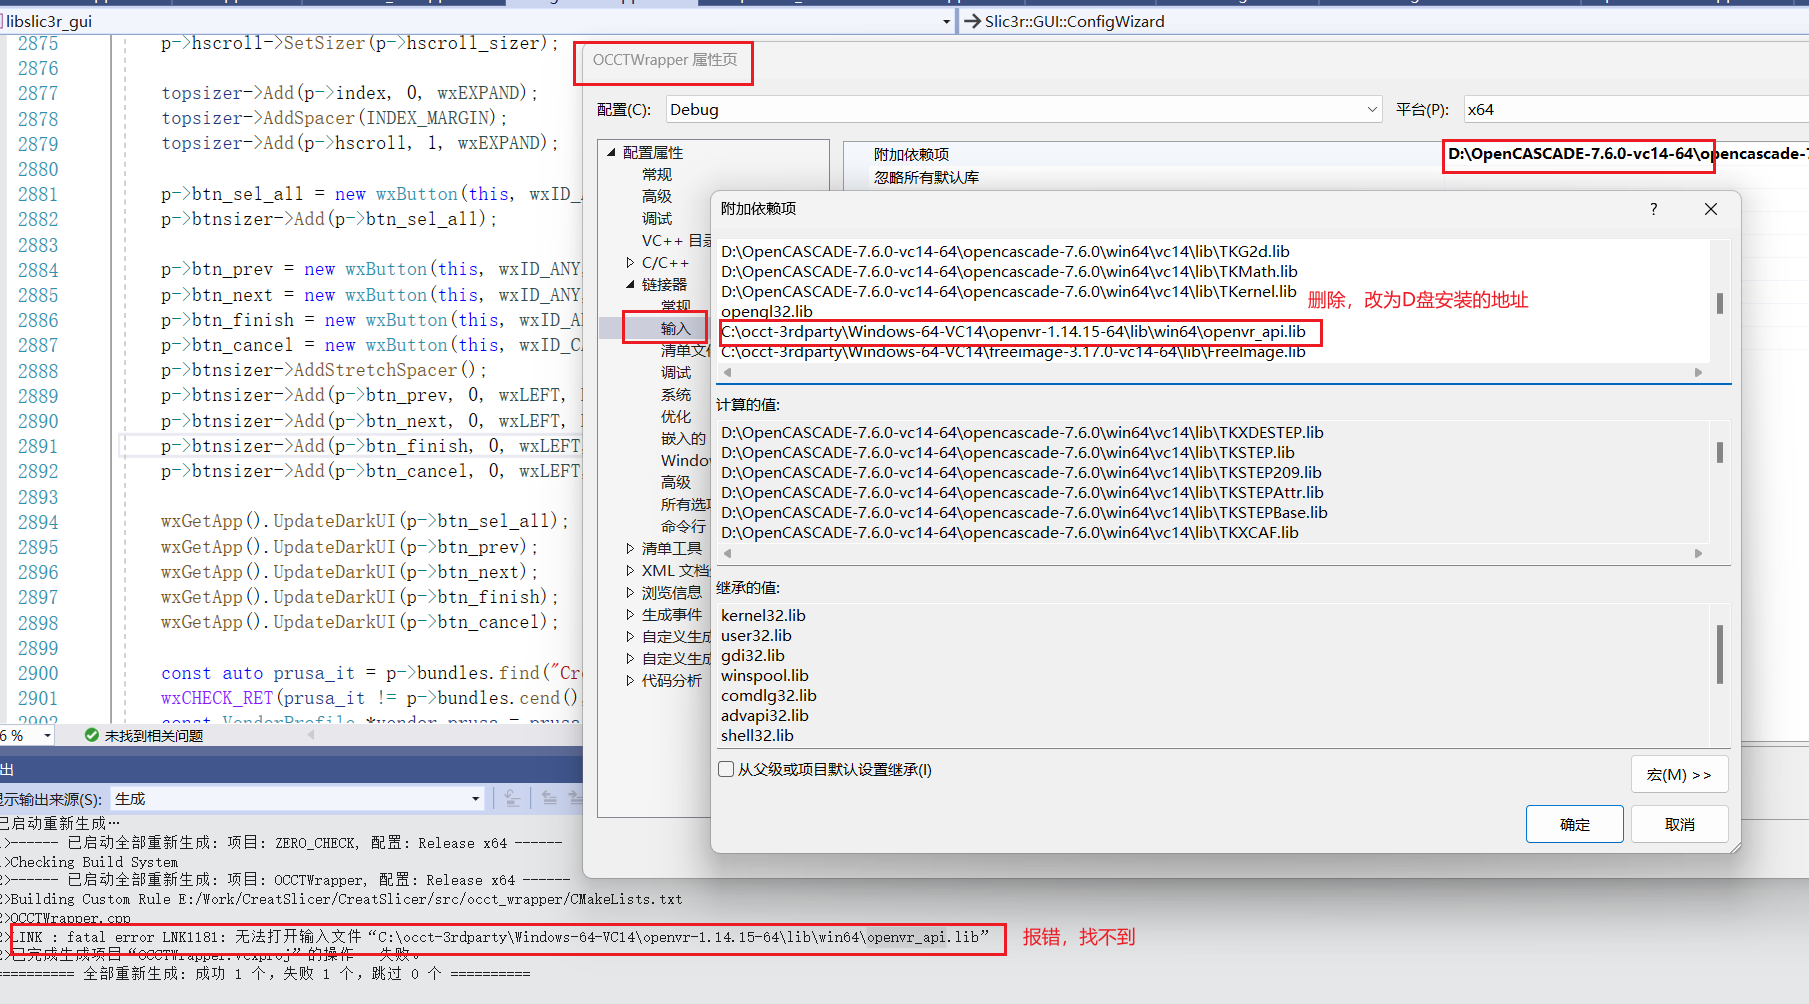 libslic3r_gui
Slic3r::GUI::ConfigWizard
2875 p->hscroll->SetSizer(p->hscroll_sizer);
2876
2877 topsizer->Add(p->index, 0, wxEXPAND);
2878 topsizer->AddSpacer(INDEX_MARGIN);
2879 topsizer->Add(p->hscroll, 1, wxEXPAND);
2880
2881 p->btn_sel_all = new wxButton(this, wxID_
2882 p->btnsizer->Add(p->btn_sel_all);
2883
2884 p->btn_prev = new wxButton(this, wxID_ANY,
2885 p->btn_next = new wxButton(this, wxID_ANY,
2886 p->btn_finish = new wxButton(this, wxID_A
2887 p->btn_cancel = new wxButton(this, wxID_C
2888 p->btnsizer->AddStretchSpacer();
2889 p->btnsizer->Add(p->btn_prev, 0, wxLEFT,
2890 p->btnsizer->Add(p->btn_next, 0, wxLEFT,
2891 p->btnsizer->Add(p->btn_finish, 0, wxLEFT,
2892 p->btnsizer->Add(p->btn_cancel, 0, wxLEFT,
2893
2894 wxGetApp().UpdateDarkUI(p->btn_sel_all);
2895 wxGetApp().UpdateDarkUI(p->btn_prev);
2896 wxGetApp().UpdateDarkUI(p->btn_next);
2897 wxGetApp().UpdateDarkUI(p->btn_finish);
2898 wxGetApp().UpdateDarkUI(p->btn_cancel);
2899
2900 const auto prusa_it = p->bundles.find("Cr
2901 wxCHECK_RET(prusa_it != p->bundles.cend()
2902 const VendorProfile *vendor_prusa = prusa
6 %
未找到相关问题
OCCTWrapper 属性页
配置(C):
Debug
平台(P):
x64
配置属性
常规
高级
调试
VC++ 目录
C/C++
链接器
常规
输入
清单文件
调试
系统
优化
嵌入的
Window
高级
所有选项
命令行
清单工具
XML 文档
浏览信息
生成事件
自定义生成
自定义生成
代码分析
附加依赖项
D:\OpenCASCADE-7.6.0-vc14-64\opencascade-7
忽略所有默认库
附加依赖项
?
D:\OpenCASCADE-7.6.0-vc14-64\opencascade-7.6.0\win64\vc14\lib\TKG2d.lib
D:\OpenCASCADE-7.6.0-vc14-64\opencascade-7.6.0\win64\vc14\lib\TKMath.lib
D:\OpenCASCADE-7.6.0-vc14-64\opencascade-7.6.0\win64\vc14\lib\TKernel.lib
删除，改为D盘安装的地址
opengl32.lib
C:\occt-3rdparty\Windows-64-VC14\openvr-1.14.15-64\lib\win64\openvr_api.lib
C:\occt-3rdparty\Windows-64-VC14\freeimage-3.17.0-vc14-64\lib\FreeImage.lib
计算的值:
D:\OpenCASCADE-7.6.0-vc14-64\opencascade-7.6.0\win64\vc14\lib\TKXDESTEP.lib
D:\OpenCASCADE-7.6.0-vc14-64\opencascade-7.6.0\win64\vc14\lib\TKSTEP.lib
D:\OpenCASCADE-7.6.0-vc14-64\opencascade-7.6.0\win64\vc14\lib\TKSTEP209.lib
D:\OpenCASCADE-7.6.0-vc14-64\opencascade-7.6.0\win64\vc14\lib\TKSTEPAttr.lib
D:\OpenCASCADE-7.6.0-vc14-64\opencascade-7.6.0\win64\vc14\lib\TKSTEPBase.lib
D:\OpenCASCADE-7.6.0-vc14-64\opencascade-7.6.0\win64\vc14\lib\TKXCAF.lib
继承的值:
kernel32.lib
user32.lib
gdi32.lib
winspool.lib
comdlg32.lib
advapi32.lib
shell32.lib
从父级或项目默认设置继承(I)
宏(M) >>
确定
取消
出
显示输出来源(S):
生成
已启动重新生成…
>------ 已启动全部重新生成: 项目: ZERO_CHECK, 配置: Release x64 ------
>Checking Build System
2>------ 已启动全部重新生成: 项目: OCCTWrapper, 配置: Release x64 ------
2>Building Custom Rule E:/Work/CreatSlicer/CreatSlicer/src/occt_wrapper/CMakeLists.txt
2>OCCTWrapper.cpp
2>LINK : fatal error LNK1181: 无法打开输入文件“C:\occt-3rdparty\Windows-64-VC14\openvr-1.14.15-64\lib\win64\openvr_api.lib”
报错，找不到
2>已完成生成项目“OCCTWrapper.vcxproj”的操作 - 失败。
========== 全部重新生成: 成功 1 个，失败 1 个，跳过 0 个 ==========